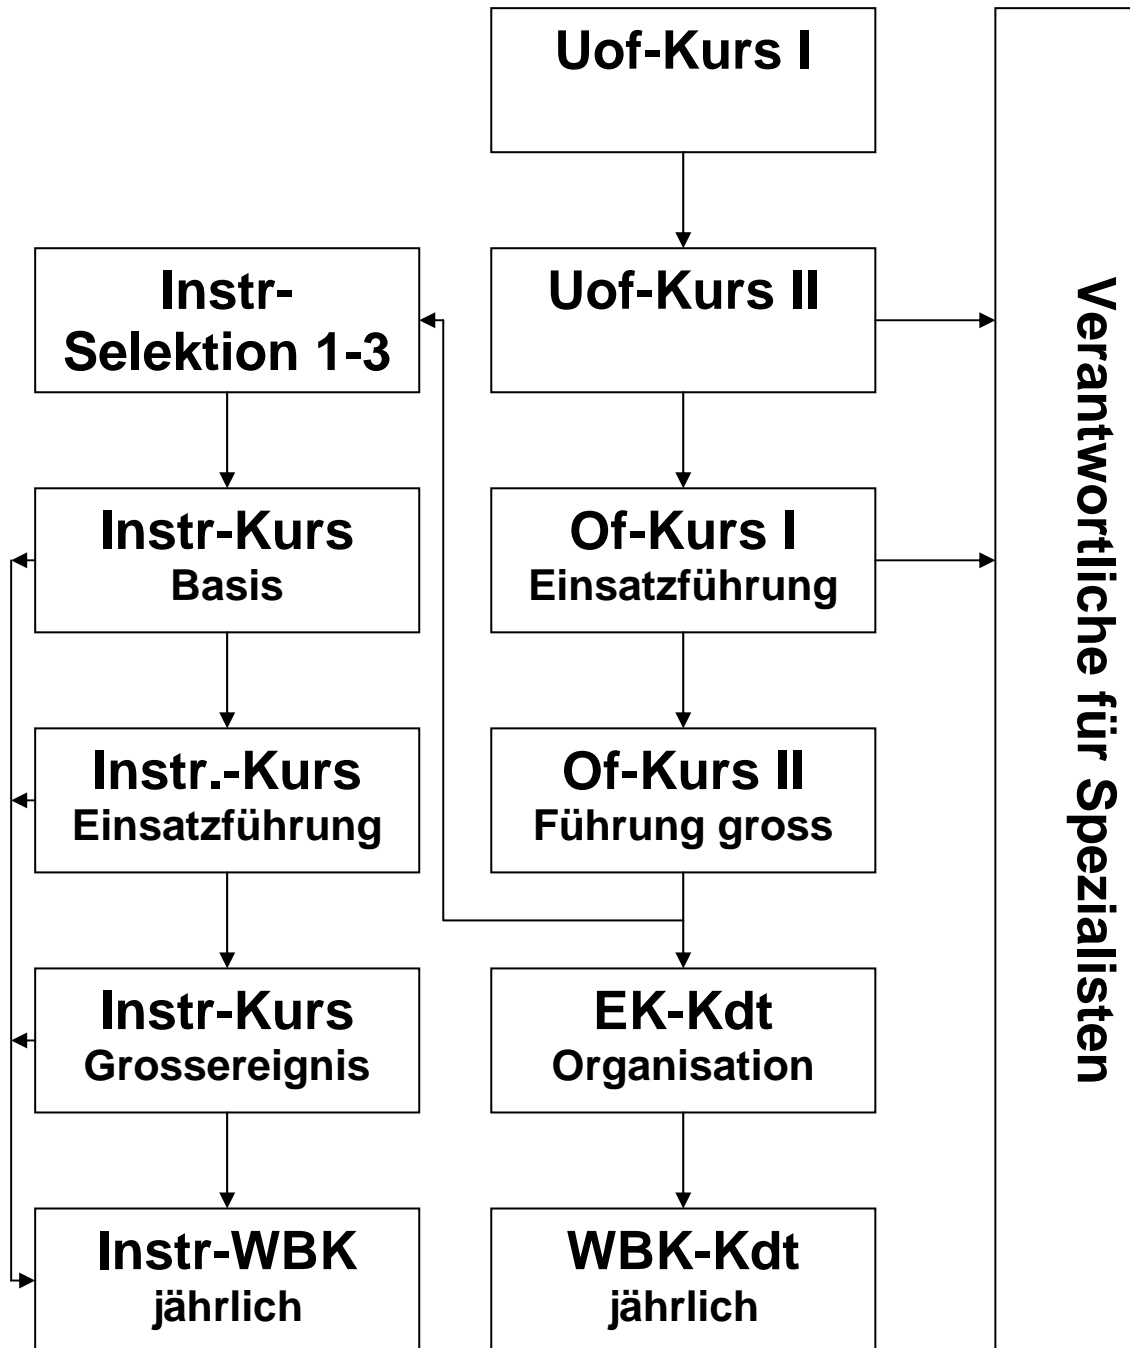 Uof-Kurs I
Instr-
Selektion 1-3
Uof-Kurs II
Instr-Kurs
Basis
Of-Kurs I
Einsatzführung
Instr.-Kurs
Einsatzführung
Of-Kurs II
Führung gross
Instr-Kurs
Grossereignis
EK-Kdt
Organisation
Instr-WBK
jährlich
WBK-Kdt
jährlich
Verantwortliche für Spezialisten